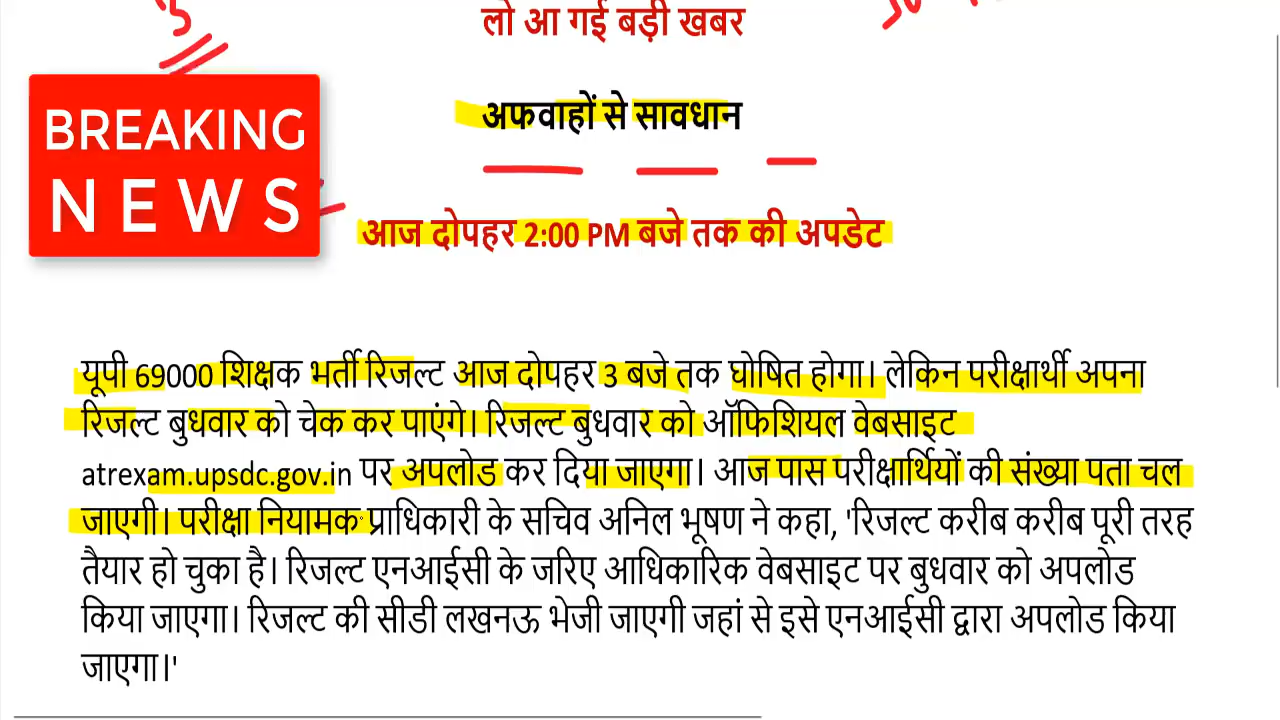 लो आ गई बड़ी खबर
BREAKING
NEWS
अफवाहों से सावधान
आज दोपहर 2:00 PM बजे तक की अपडेट
यूपी 69000 शिक्षक भर्ती रिजल्ट आज दोपहर 3 बजे तक घोषित होगा। लेकिन परीक्षार्थी अपना
रिजल्ट बुधवार को चेक कर पाएंगे। रिजल्ट बुधवार को ऑफिशियल वेबसाइट
atrexam.upsdc.gov.in पर अपलोड कर दिया जाएगा। आज पास परीक्षार्थियों की संख्या पता चल
जाएगी। परीक्षा नियामक प्राधिकारी के सचिव अनिल भूषण ने कहा, 'रिजल्ट करीब करीब पूरी तरह
तैयार हो चुका है। रिजल्ट एनआईसी के जरिए आधिकारिक वेबसाइट पर बुधवार को अपलोड
किया जाएगा। रिजल्ट की सीडी लखनऊ भेजी जाएगी जहां से इसे एनआईसी द्वारा अपलोड किया
जाएगा।'